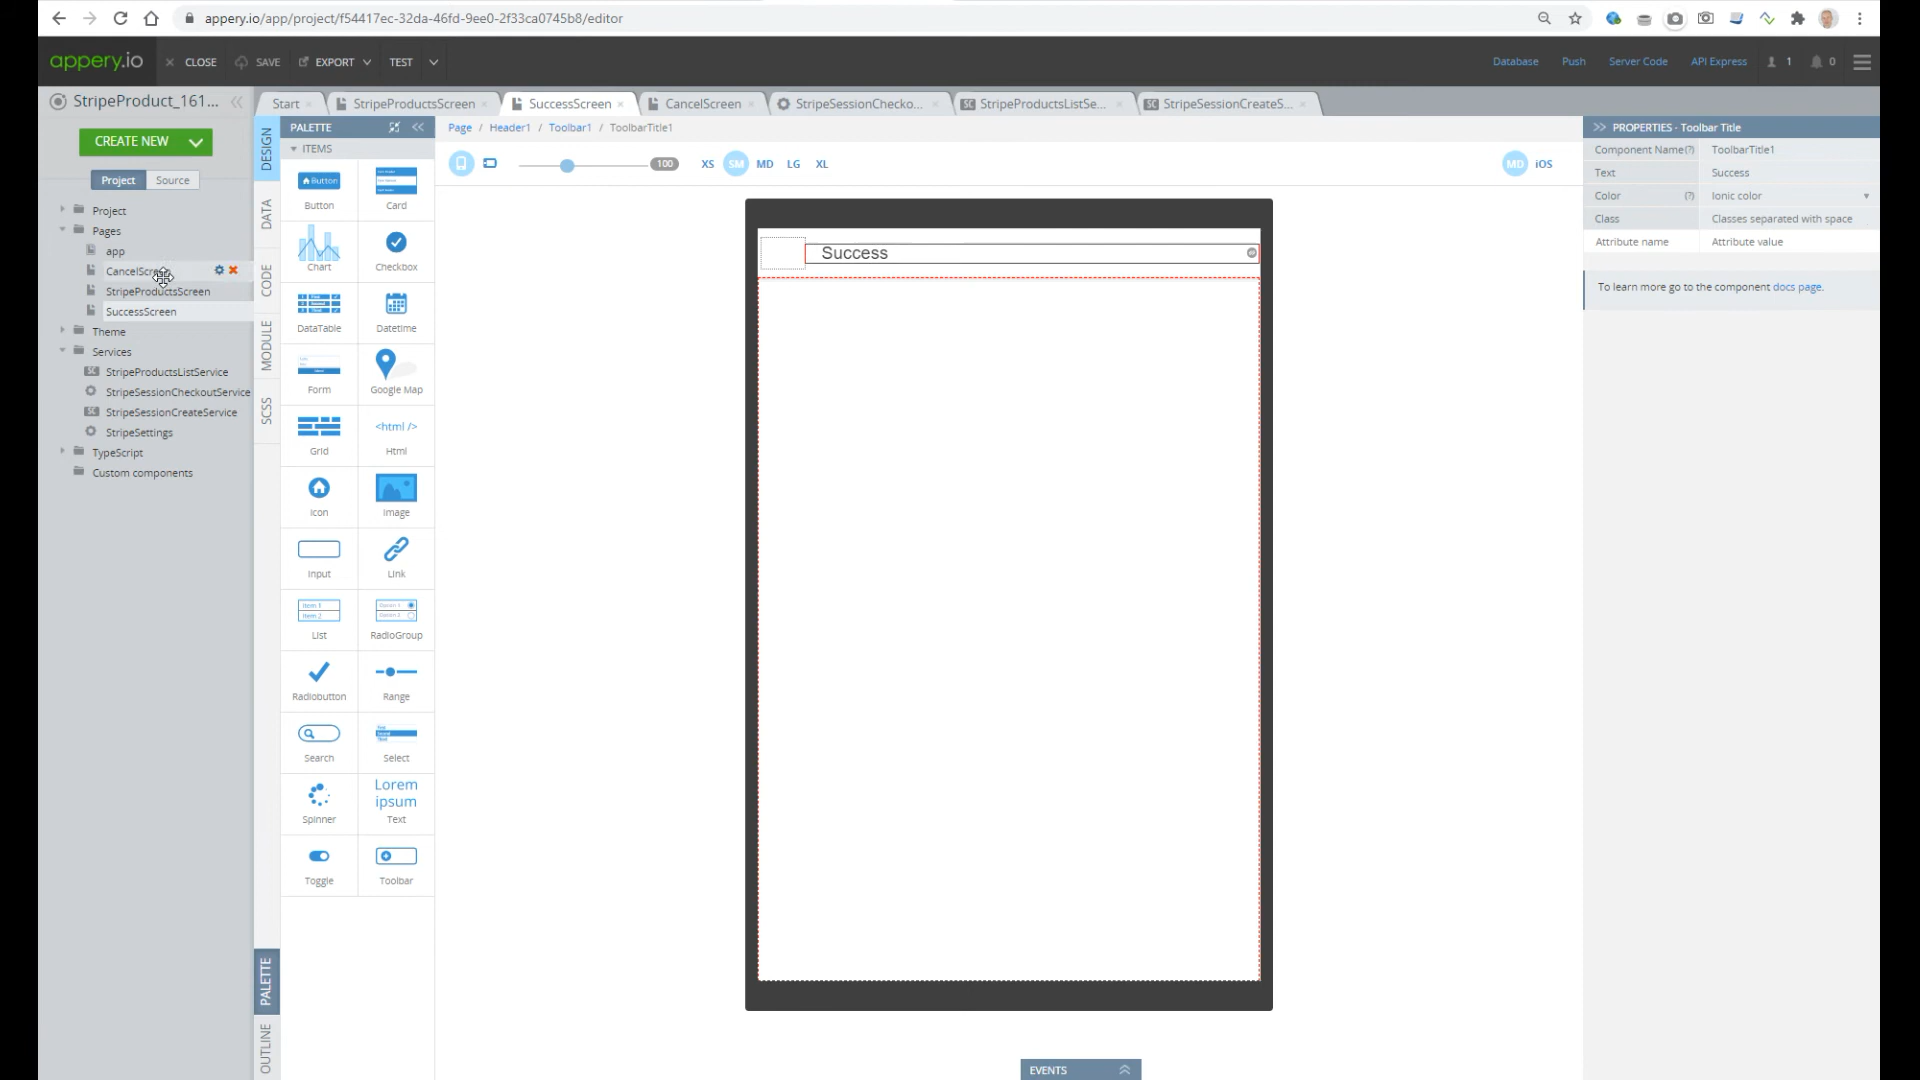 appery.io/app/project/f54417ec-32da-46fd-9ee0-2f33ca0745b8/editor
appery.io CLOSE SAVE EXPORT TEST Database Push Server Code API Express 1 0
StripeProduct_161...
Start StripeProductsScreen SuccessScreen CancelScreen StripeSessionChecko... StripeProductsListSe... StripeSessionCreateS...
CREATE NEW
Project Source
Project
Pages
app
CancelScreen
StripeProductsScreen
SuccessScreen
Theme
Services
StripeProductsListService
StripeSessionCheckoutService
StripeSessionCreateService
StripeSettings
TypeScript
Custom components
DESIGN
DATA
CODE
MODULE
SCSS
PALETTE
OUTLINE
PALETTE
ITEMS
Button Card
Chart Checkbox
DataTable Datetime
Form Google Map
<html />
Grid Html
Icon Image
Input Link
Item 1
Item 2
List RadioGroup
Radiobutton Range
Search Select
Lorem
ipsum
Spinner Text
Toggle Toolbar
Page / Header1 / Toolbar1 / ToolbarTitle1
100 XS SM MD LG XL MD iOS
Success
EVENTS
PROPERTIES - Toolbar Title
Component Name(?) ToolbarTitle1
Text Success
Color (?) Ionic color
Class Classes separated with space
Attribute name Attribute value
To learn more go to the component docs page.